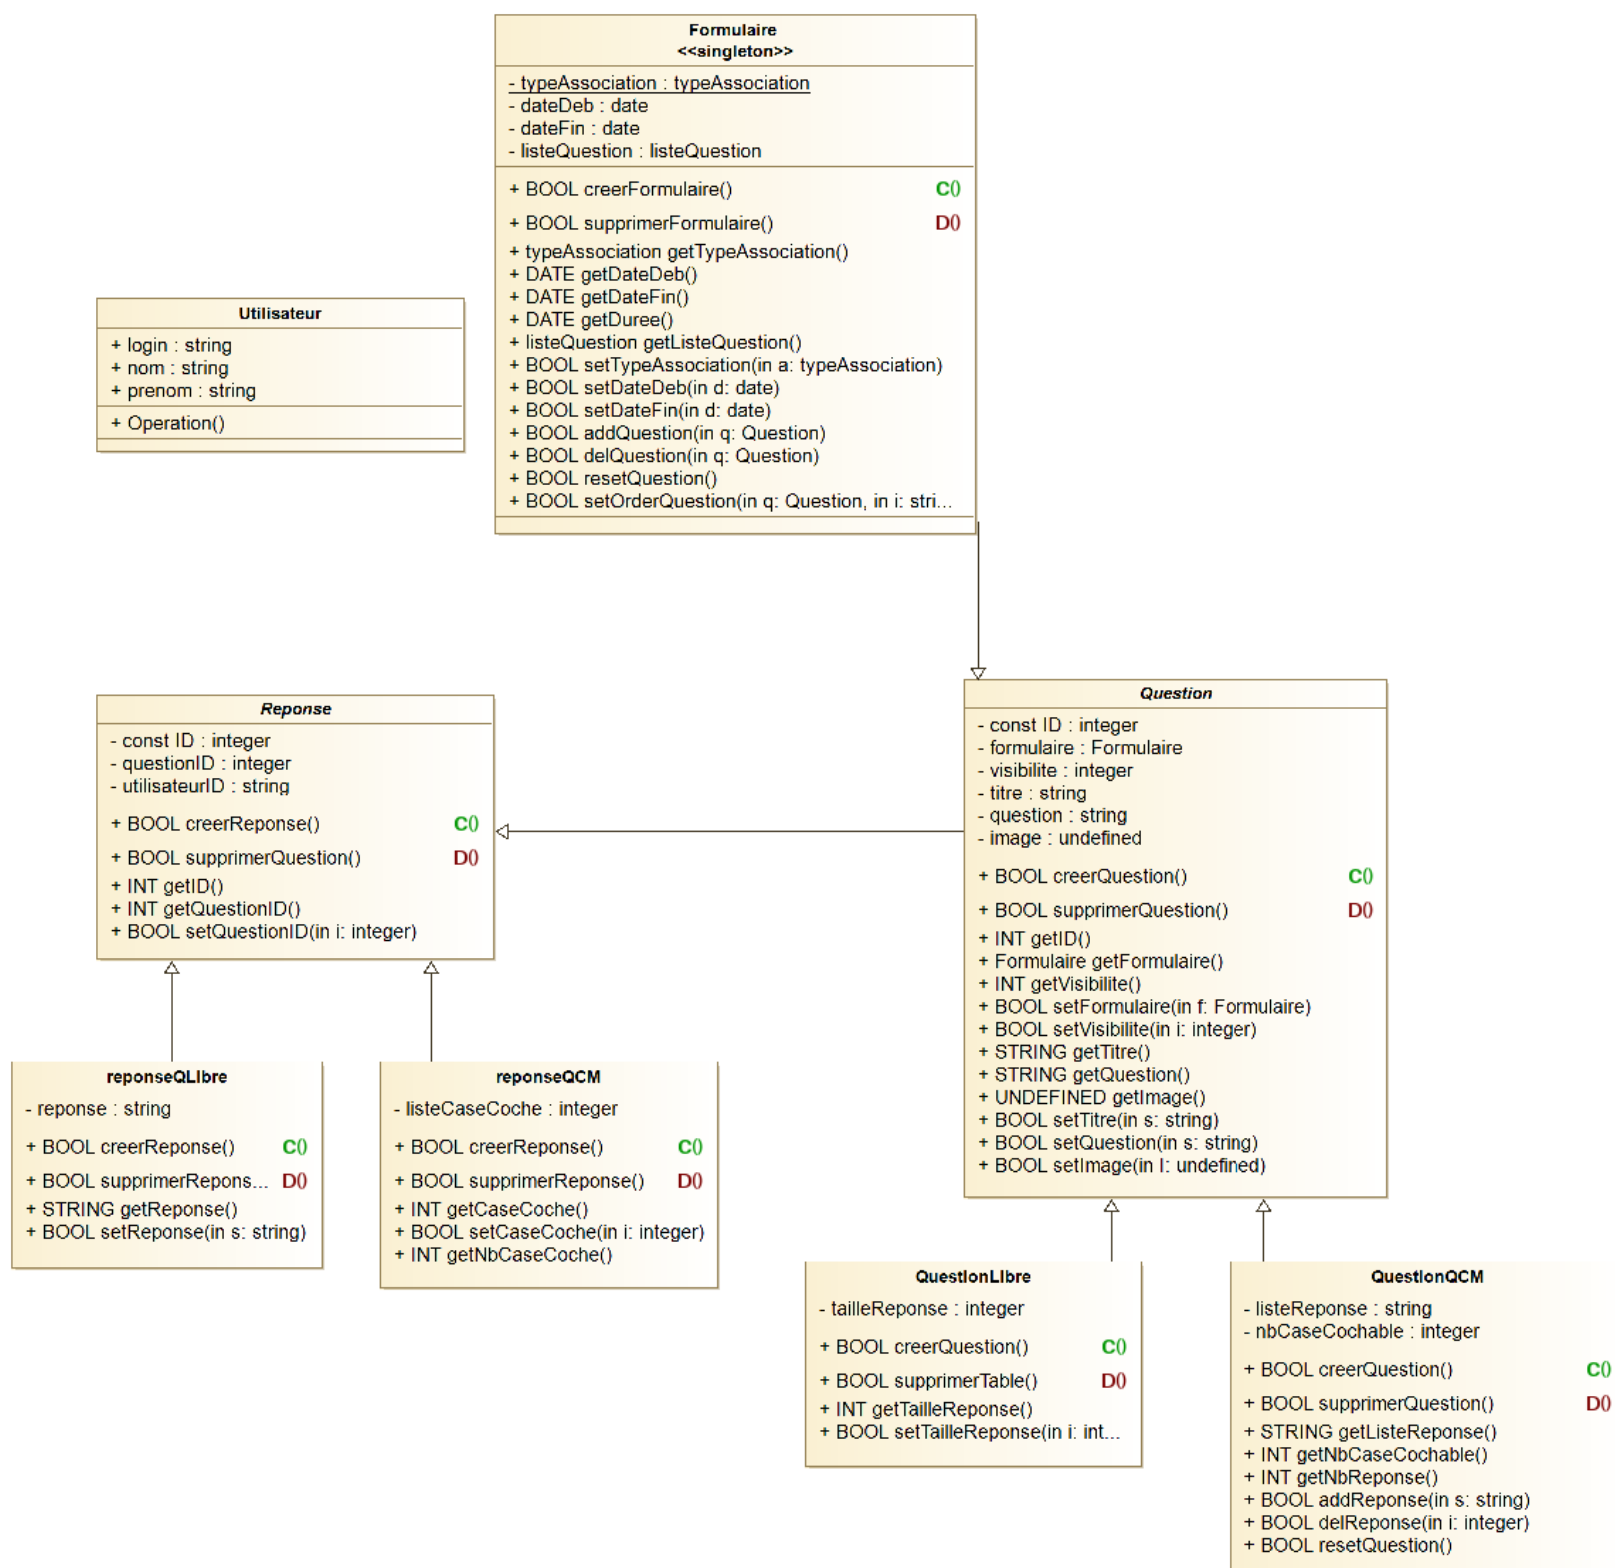 Formulaire
<<singleton>>
- typeAssociation : typeAssociation
- dateDeb : date
- dateFin : date
- listeQuestion : listeQuestion
+ BOOL creerFormulaire() C()
+ BOOL supprimerFormulaire() D()
+ typeAssociation getTypeAssociation()
+ DATE getDateDeb()
+ DATE getDateFin()
+ DATE getDuree()
+ listeQuestion getListeQuestion()
+ BOOL setTypeAssociation(in a: typeAssociation)
+ BOOL setDateDeb(in d: date)
+ BOOL setDateFin(in d: date)
+ BOOL addQuestion(in q: Question)
+ BOOL delQuestion(in q: Question)
+ BOOL resetQuestion()
+ BOOL setOrderQuestion(in q: Question, in i: stri...
Utilisateur
+ login : string
+ nom : string
+ prenom : string
+ Operation()
Reponse
- const ID : integer
- questionID : integer
- utilisateurID : string
+ BOOL creerReponse() C()
+ BOOL supprimerQuestion() D()
+ INT getID()
+ INT getQuestionID()
+ BOOL setQuestionID(in i: integer)
Question
- const ID : integer
- formulaire : Formulaire
- visibilite : integer
- titre : string
- question : string
- image : undefined
+ BOOL creerQuestion() C()
+ BOOL supprimerQuestion() D()
+ INT getID()
+ Formulaire getFormulaire()
+ INT getVisibilite()
+ BOOL setFormulaire(in f: Formulaire)
+ BOOL setVisibilite(in i: integer)
+ STRING getTitre()
+ STRING getQuestion()
+ UNDEFINED getImage()
+ BOOL setTitre(in s: string)
+ BOOL setQuestion(in s: string)
+ BOOL setImage(in I: undefined)
reponseQLibre
- reponse : string
+ BOOL creerReponse() C()
+ BOOL supprimerRepons... D()
+ STRING getReponse()
+ BOOL setReponse(in s: string)
reponseQCM
- listeCaseCoche : integer
+ BOOL creerReponse() C()
+ BOOL supprimerReponse() D()
+ INT getCaseCoche()
+ BOOL setCaseCoche(in i: integer)
+ INT getNbCaseCoche()
QuestionLibre
- tailleReponse : integer
+ BOOL creerQuestion() C()
+ BOOL supprimerTable() D()
+ INT getTailleReponse()
+ BOOL setTailleReponse(in i: int...
QuestionQCM
- listeReponse : string
- nbCaseCochable : integer
+ BOOL creerQuestion() C()
+ BOOL supprimerQuestion() D()
+ STRING getListeReponse()
+ INT getNbCaseCochable()
+ INT getNbReponse()
+ BOOL addReponse(in s: string)
+ BOOL delReponse(in i: integer)
+ BOOL resetQuestion()